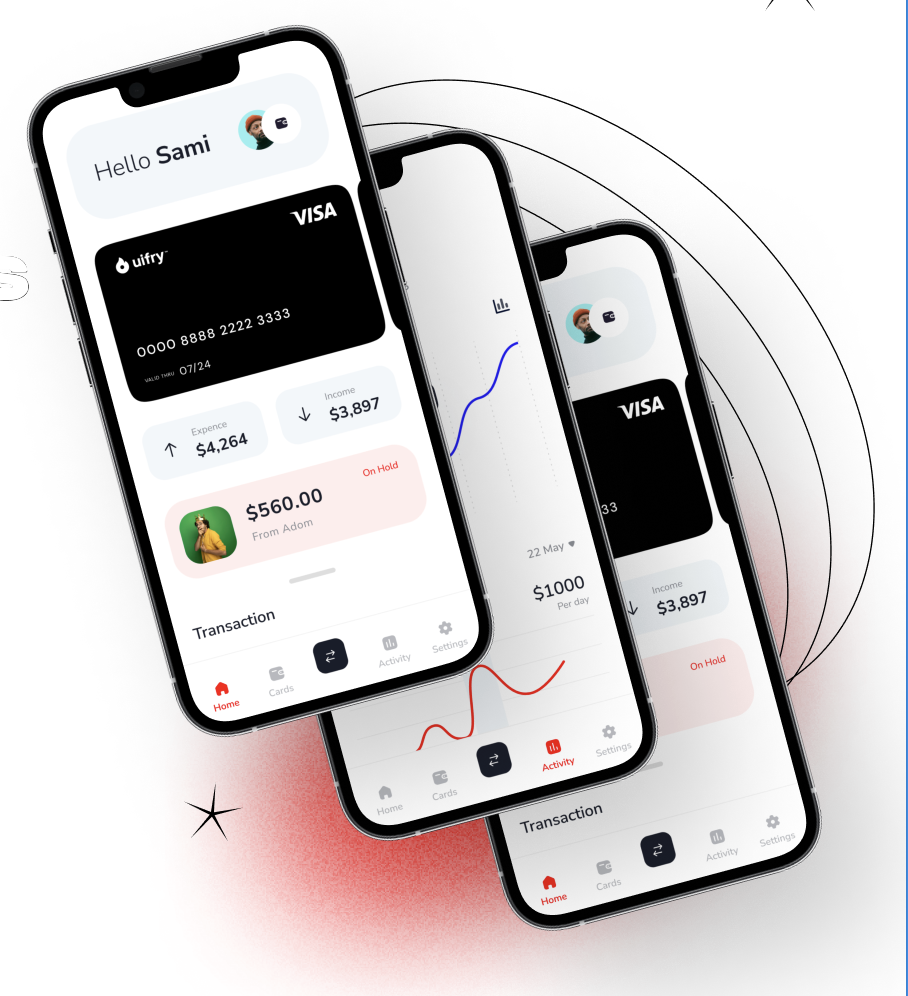 Hello Sami
VISA
uifry™
0000 8888 2222 3333
VALID THRU 07/24
Expence
$4,264
Income
$3,897
On Hold
$560.00
From Adom
Transaction
Home
Cards
Activity
Settings
22 May
$1000
Per day
Home
Cards
Activity
Settings
VISA
33
Income
$3,897
On Hold
Transaction
Home
Cards
Activity
Settings
S